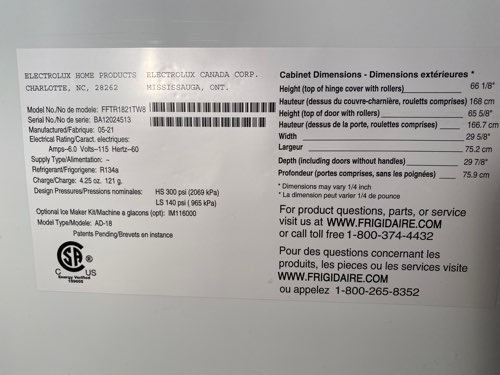 ELECTROLUX HOME PRODUCTS ELECTROLUX CANADA CORP.
CHARLOTTE, NC, 28262 MISSISSAUGA, ONT.
Model No./No de modele: FFTR1821TW8
Serial No./No de serie: BA12024513
Manufactured/Fabrique: 05-21
Electrical Rating/Caract. electriques:
Amps–6.0 Volts–115 Hertz–60
Supply Type/Alimentation: ~
Refrigerant/Frigorigene: R134a
Charge/Charge: 4.25 oz. 121 g.
Design Pressures/Pressions nominales: HS 300 psi (2069 kPa)
LS 140 psi (.965 kPa)
Optional Ice Maker Kit/Machine a glacons (opt): IM116000
Model Type/Modele: AD-18
Patents Pending/Brevets en instance
SA
C US
Energy Verified
Cabinet Dimensions - Dimensions extérieures *
Height (top of hinge cover with rollers) 66 1/8"
Hauteur (dessus du couvre-charnière, roulettes comprises) 168 cm
Height (top of door with rollers) 65 5/8"
Hauteur (dessus de la porte, roulettes comprises) 166.7 cm
Width 29 5/8"
Largeur 75.2 cm
Depth (including doors without handles) 29 7/8"
Profondeur (portes comprises, sans les poignées) 75.9 cm
* Dimensions may vary 1/4 inch
* La dimension peut varier 1/4 de pounce
For product questions, parts, or service
visit us at WWW.FRIGIDAIRE.COM
or call toll free 1-800-374-4432
Pour des questions concernant les
produits, les pieces ou les services visite
WWW.FRIGIDAIRE.COM
ou appelez 1-800-265-8352